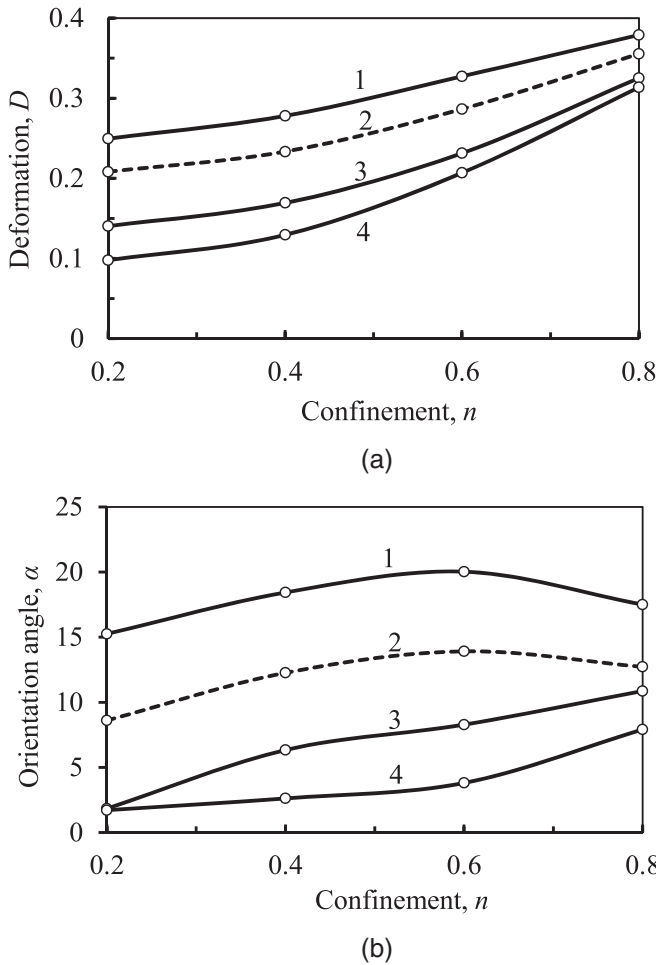 0.4
0.3
0.2
0.1
0
Deformation, D
1
2
3
4
0.2 0.4 0.6 0.8
Confinement, n
(a)
25
20
15
10
5
0
Orientation angle, α
1
2
3
4
0.2 0.4 0.6 0.8
Confinement, n
(b)